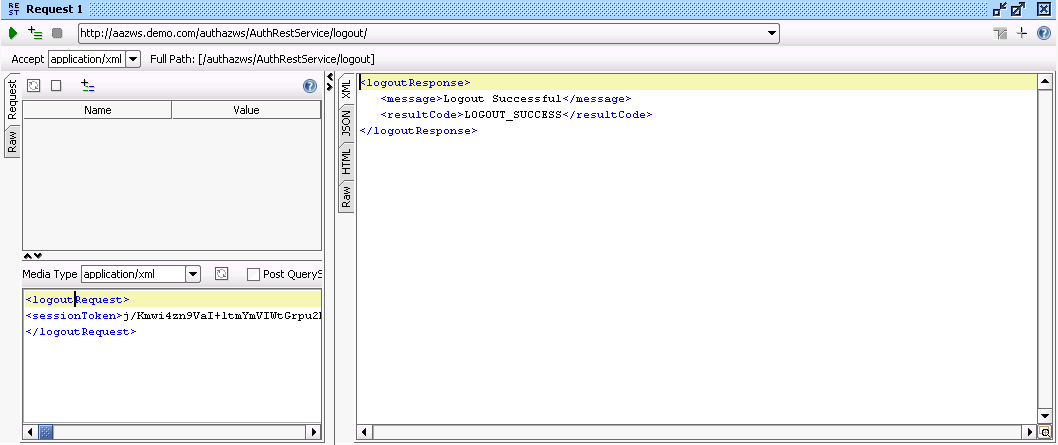 REST Request 1
http://aazws.demo.com/authazws/AuthRestService/logout/
Accept application/xml Full Path: [/authazws/AuthRestService/logout]
Request
Raw
Name Value
Media Type application/xml Post QueryS
<logoutRequest>
<sessionToken>j/Kmwi4zn9VaI+ltmYmVIWtGrpu2
</logoutRequest>
XML
JSON
HTML
Raw
<logoutResponse>
<message>Logout Successful</message>
<resultCode>LOGOUT_SUCCESS</resultCode>
</logoutResponse>